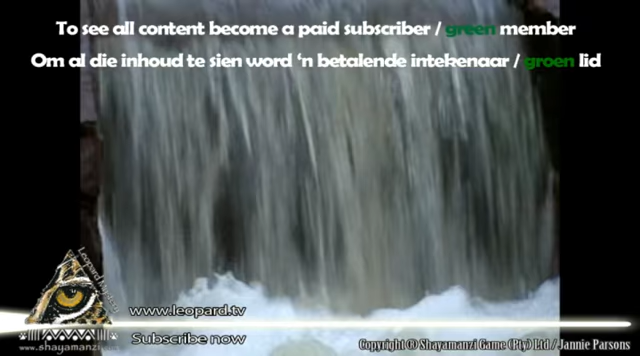 To see all content become a paid subscriber / green member
Om al die inhoud te sien word ‘n betalende intekenaar / groen lid
www.leopard.tv
Subscribe now
www.shayamanzi
Copyright @ Shayamanzi Game (Pty) Ltd / Jannie Parsons